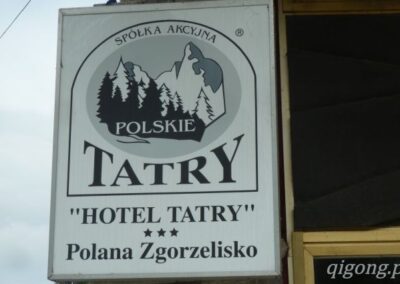 SPÓŁKA AKCYJNA
®
POLSKIE
TATRY
"HOTEL TATRY"
★★★
Polana Zgorzelisko
qigong.p